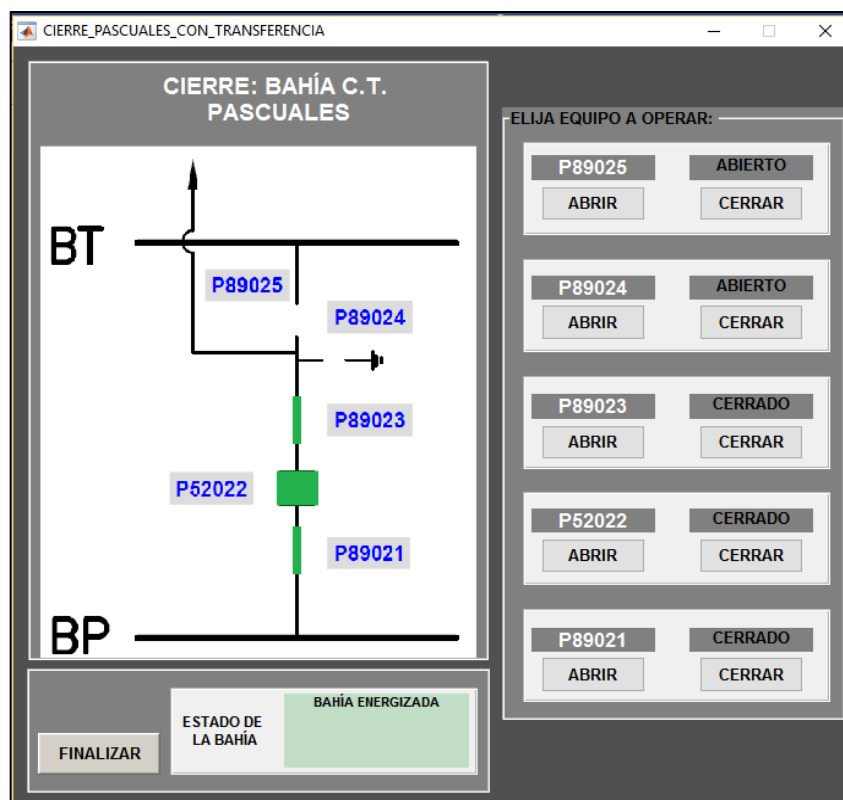 CIERRE_PASCUALES_CON_TRANSFERENCIA
CIERRE: BAHÍA C.T.
PASCUALES
BT
P89025
P89024
P89023
P52022
P89021
BP
ELIJA EQUIPO A OPERAR:
P89025 ABIERTO
ABRIR CERRAR
P89024 ABIERTO
ABRIR CERRAR
P89023 CERRADO
ABRIR CERRAR
P52022 CERRADO
ABRIR CERRAR
P89021 CERRADO
ABRIR CERRAR
FINALIZAR
ESTADO DE
LA BAHÍA
BAHÍA ENERGIZADA